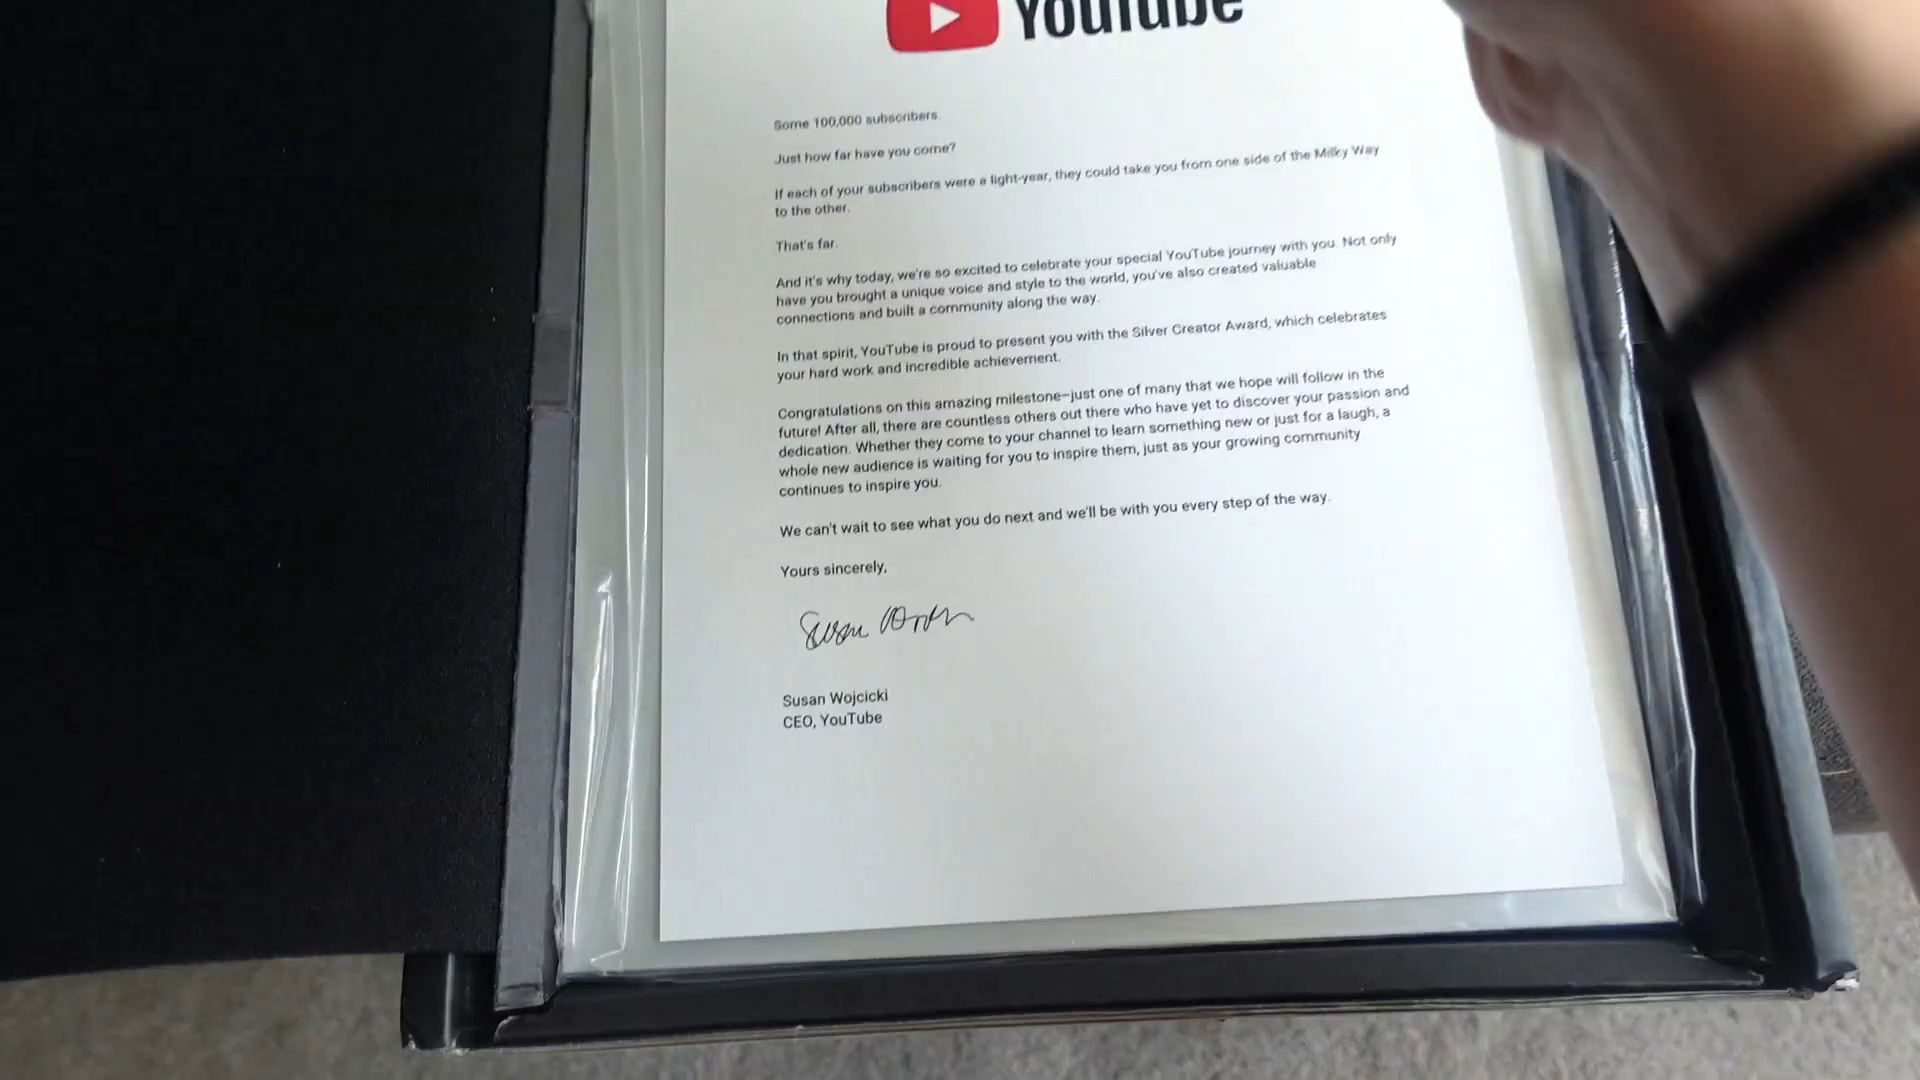 YouTube
Some 100,000 subscribers.
Just how far have you come?
If each of your subscribers were a light-year, they could take you from one side of the Milky Way
to the other.
That's far.
And it's why today, we're so excited to celebrate your special YouTube journey with you. Not only
have you brought a unique voice and style to the world, you've also created valuable
connections and built a community along the way.
In that spirit, YouTube is proud to present you with the Silver Creator Award, which celebrates
your hard work and incredible achievement.
Congratulations on this amazing milestone—just one of many that we hope will follow in the
future! After all, there are countless others out there who have yet to discover your passion and
dedication. Whether they come to your channel to learn something new or just for a laugh, a
whole new audience is waiting for you to inspire them, just as your growing community
continues to inspire you.
We can't wait to see what you do next and we'll be with you every step of the way.
Yours sincerely,
Susan Wojcicki
CEO, YouTube